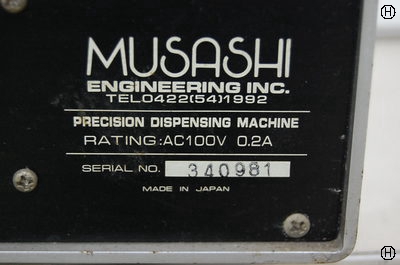 MUSASHI
ENGINEERING INC.
TEL0422(54)1992
PRECISION DISPENSING MACHINE
RATING:AC100V 0.2A
SERIAL NO. 340981
MADE IN JAPAN
H
H